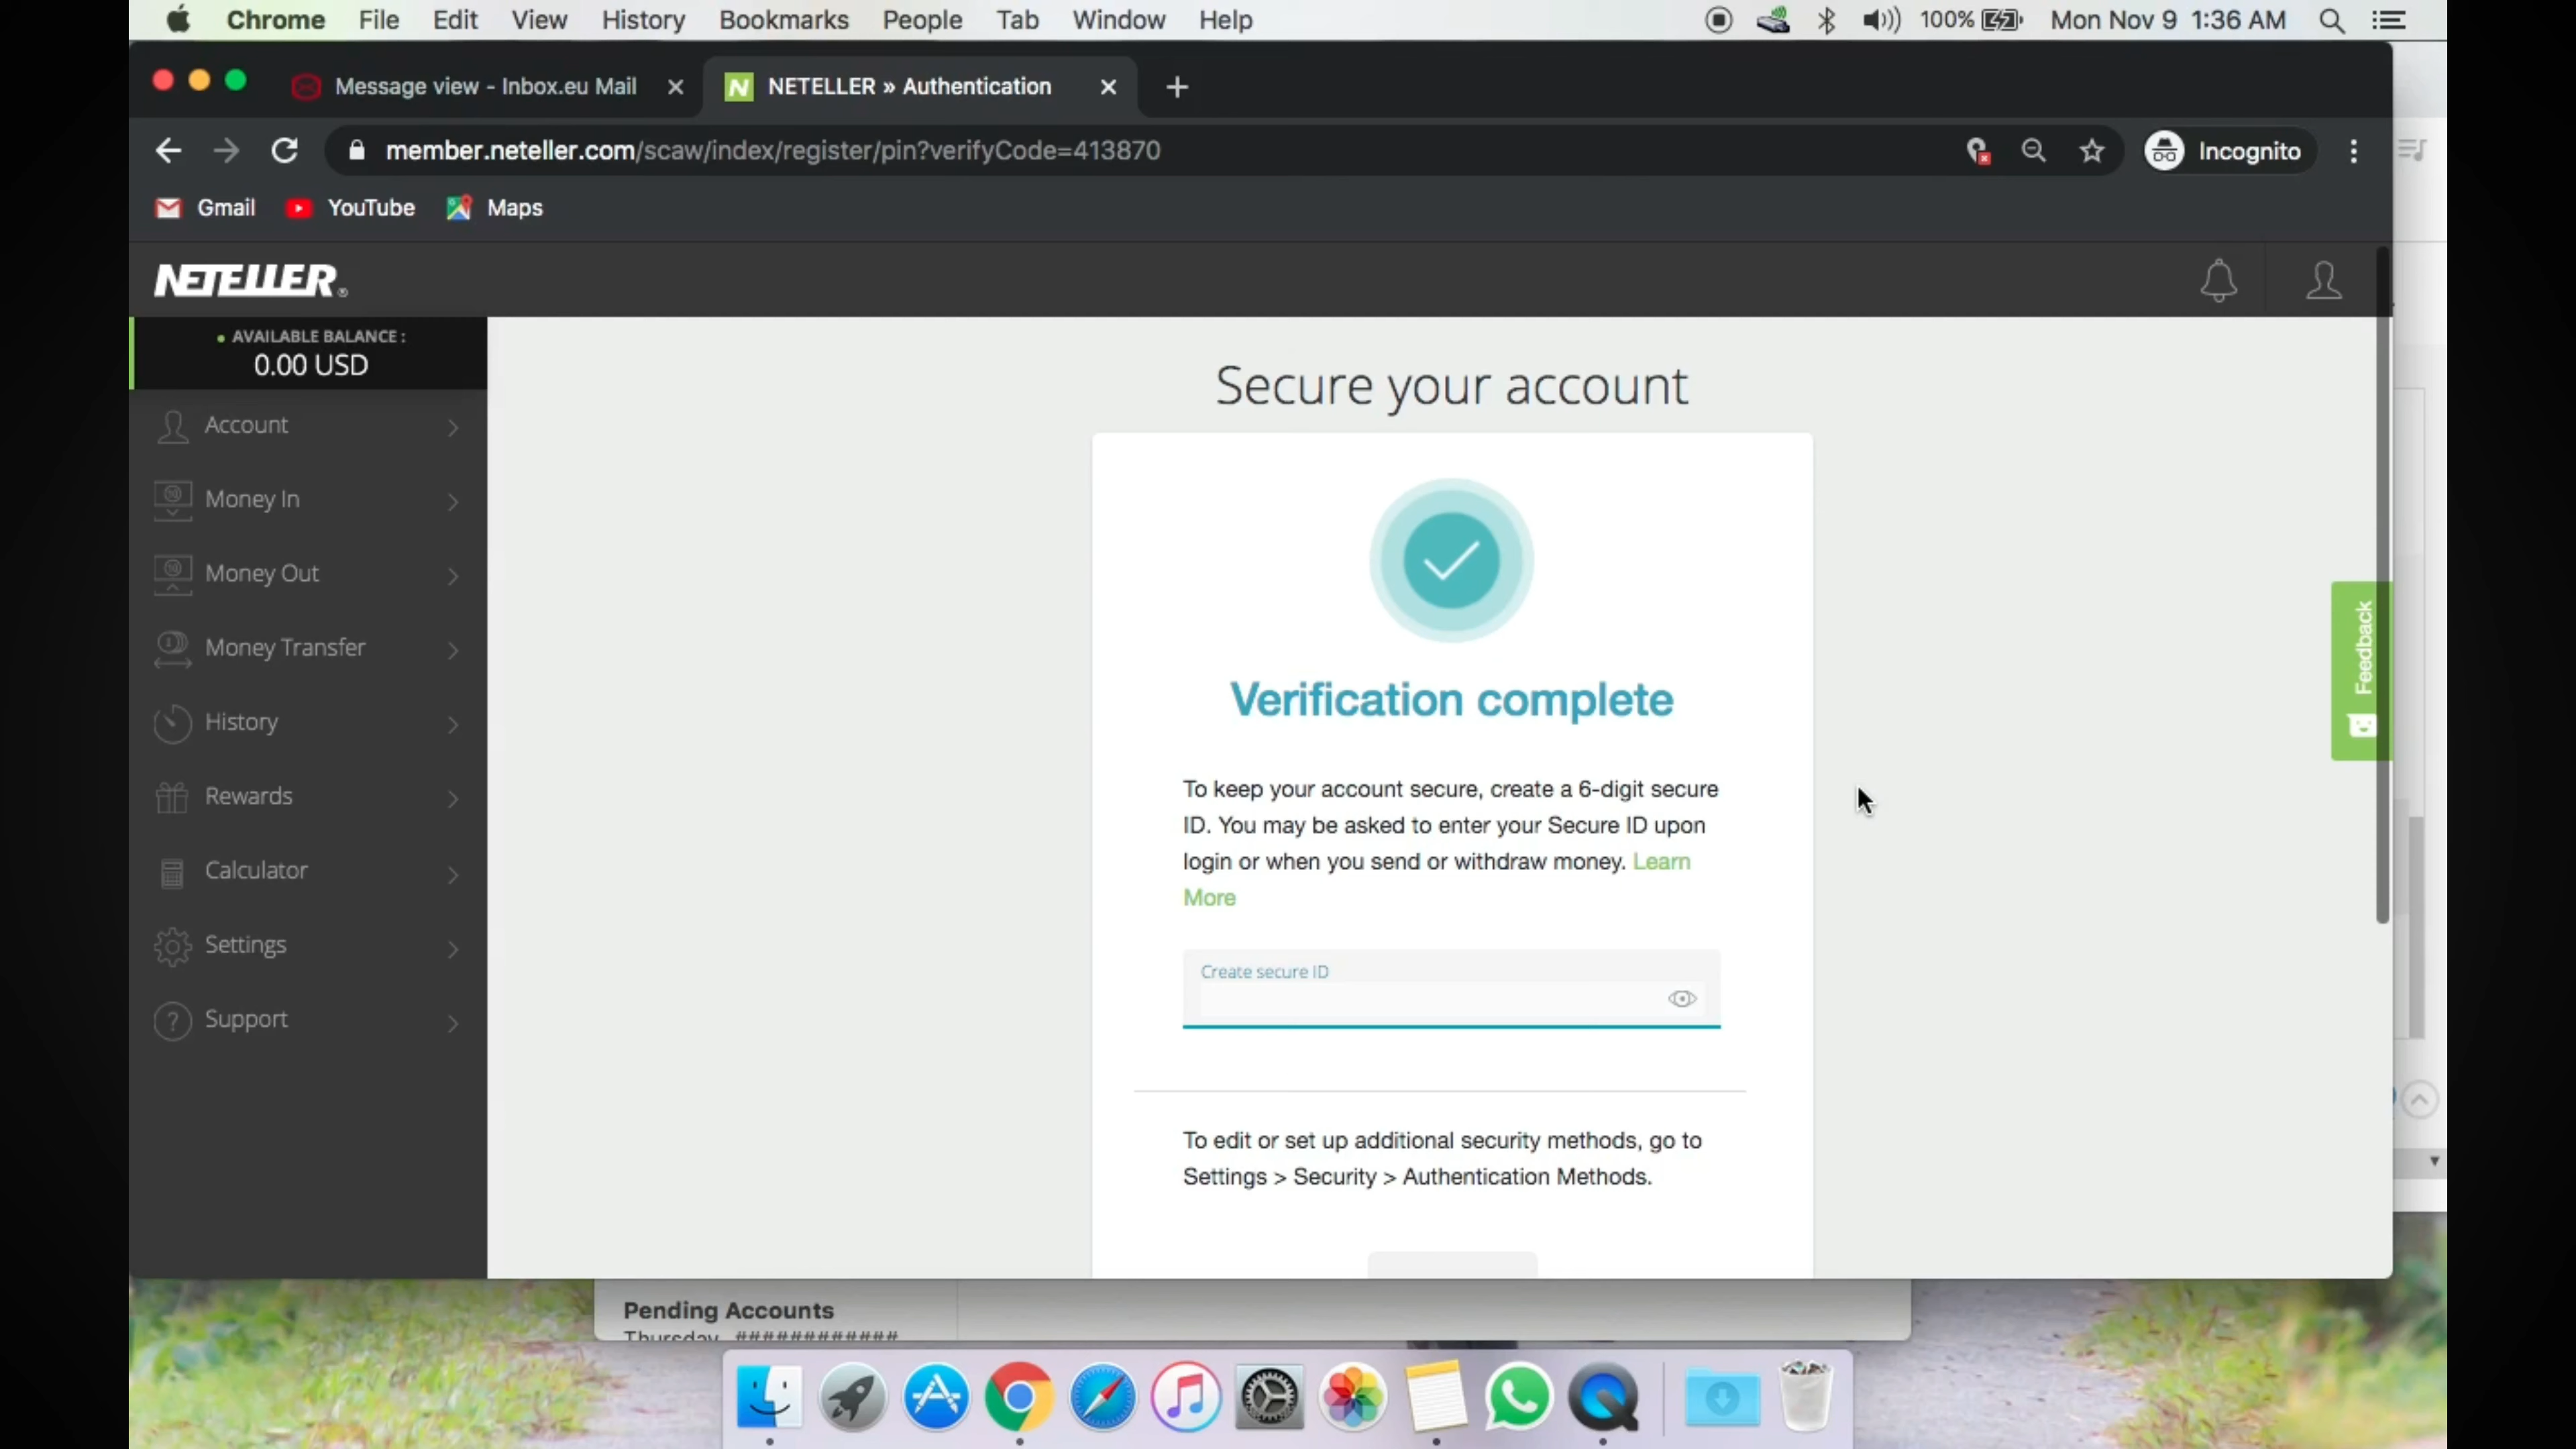 Chrome File Edit View History Bookmarks People Tab Window Help 100% Mon Nov 9 1:36 AM
Message view - Inbox.eu Mail NETELLER » Authentication
member.neteller.com/scaw/index/register/pin?verifyCode=413870 Incognito
Gmail YouTube Maps
NETELLER®
AVAILABLE BALANCE :
0.00 USD
Account
Money In
Money Out
Money Transfer
History
Rewards
Calculator
Settings
Support
Secure your account
Verification complete
To keep your account secure, create a 6-digit secure
ID. You may be asked to enter your Secure ID upon
login or when you send or withdraw money. Learn
More
Create secure ID
To edit or set up additional security methods, go to
Settings > Security > Authentication Methods.
Feedback
Pending Accounts
Thursday ############